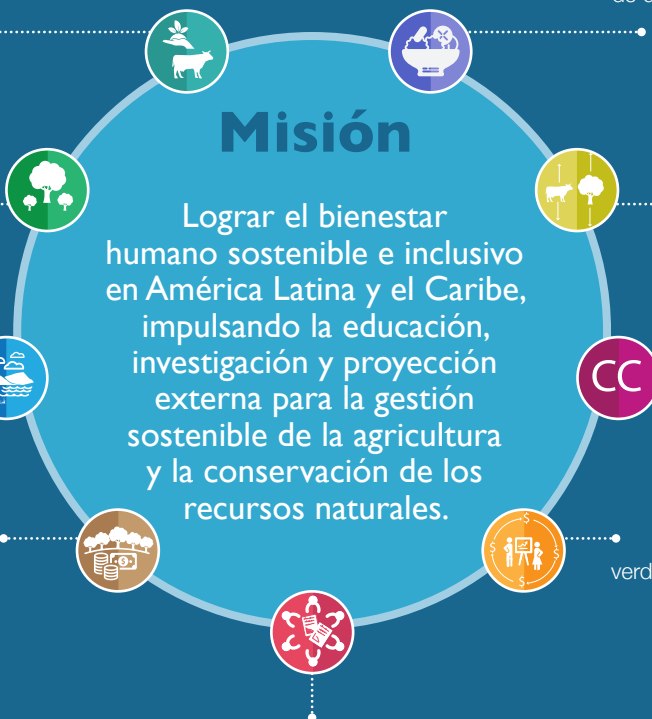 Misión
Lograr el bienestar
humano sostenible e inclusivo
en América Latina y el Caribe,
impulsando la educación,
investigación y proyección
externa para la gestión
sostenible de la agricultura
y la conservación de los
recursos naturales.
CC
verd